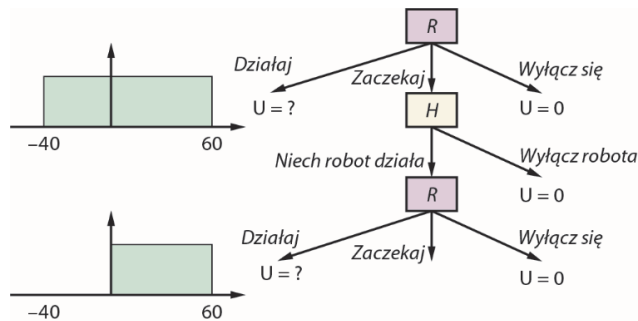 R
Działaj
Zaczekaj
Wyłącz się
U = ?
U = 0
H
–40
60
Niech robot działa
Wyłącz robota
U = 0
R
Działaj
Zaczekaj
Wyłącz się
U = ?
U = 0
–40
60